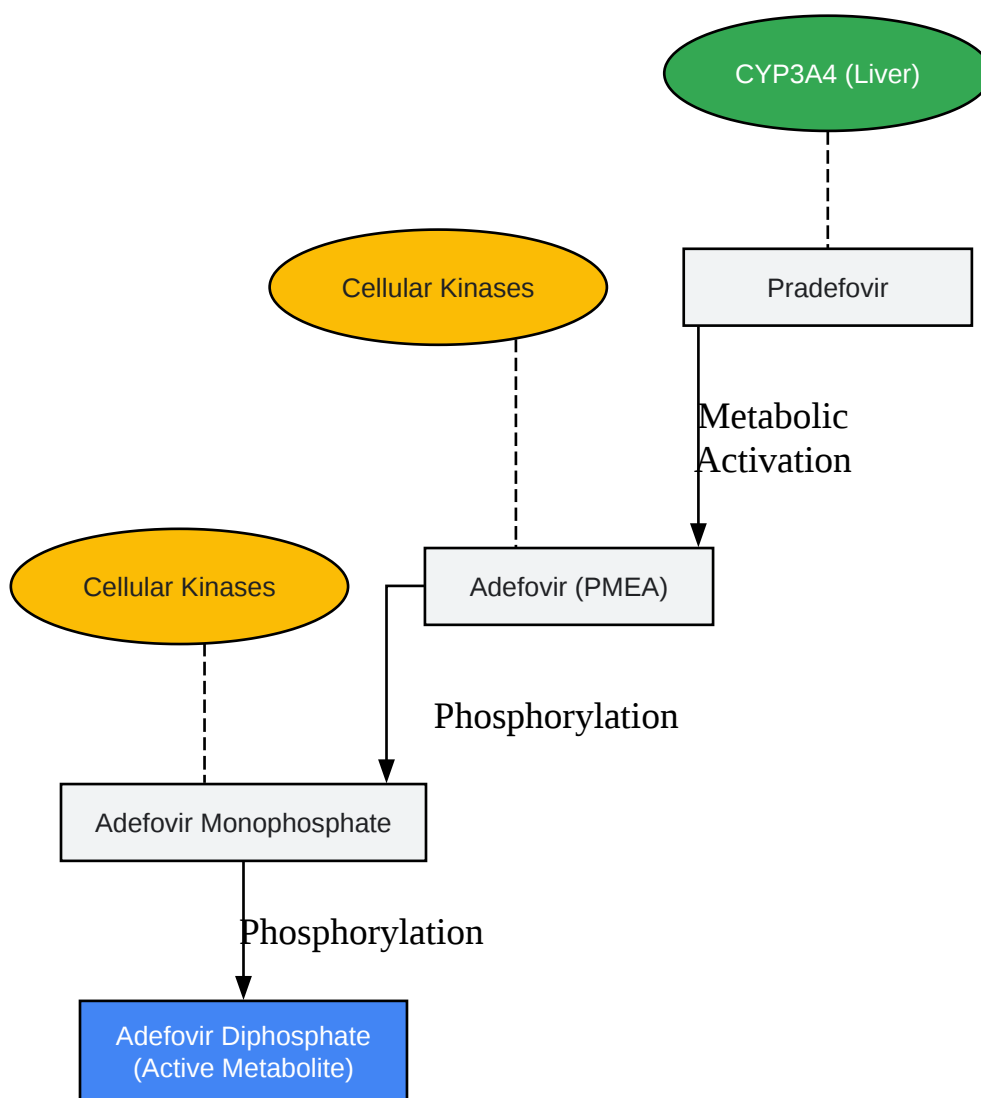 CYP3A4 (Liver)
Cellular Kinases
Pradefovir
Metabolic
Activation
Cellular Kinases
Adefovir (PMEA)
Phosphorylation
Adefovir Monophosphate
Phosphorylation
Adefovir Diphosphate
(Active Metabolite)